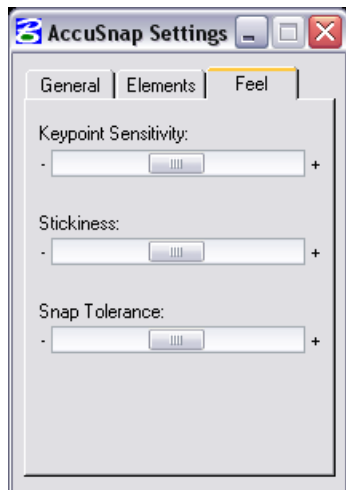 AccuSnap Settings
General Elements Feel
Keypoint Sensitivity:
- +
Stickiness:
- +
Snap Tolerance:
- +